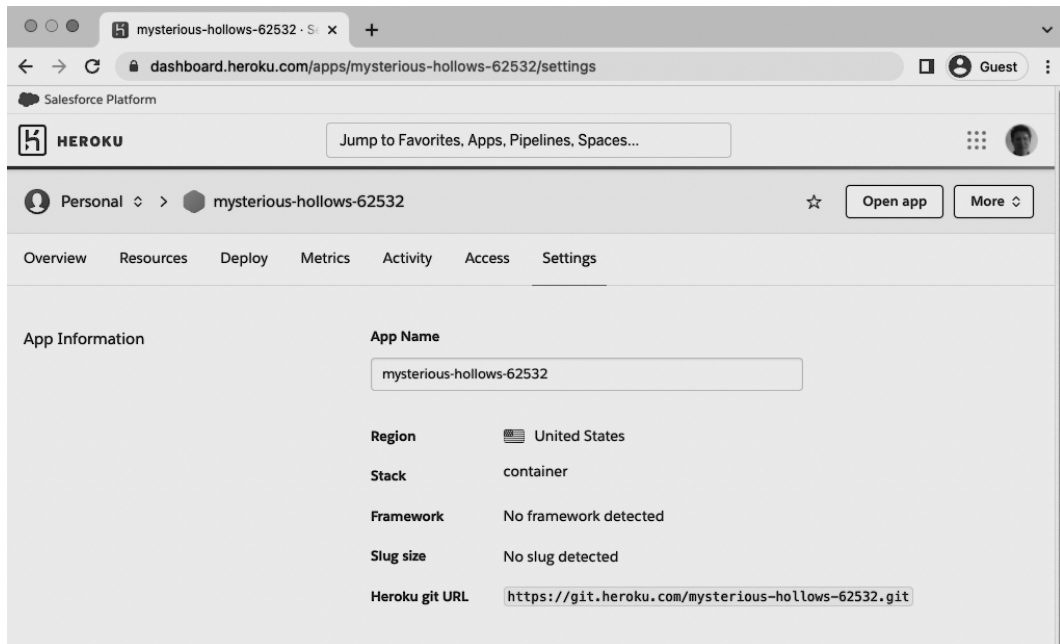 mysterious-hollows-62532 · S
dashboard.heroku.com/apps/mysterious-hollows-62532/settings
Guest
Salesforce Platform
HEROKU
Jump to Favorites, Apps, Pipelines, Spaces...
Personal > mysterious-hollows-62532
Open app
More
Overview Resources Deploy Metrics Activity Access Settings
App Information
App Name
mysterious-hollows-62532
Region United States
Stack container
Framework No framework detected
Slug size No slug detected
Heroku git URL https://git.heroku.com/mysterious-hollows-62532.git